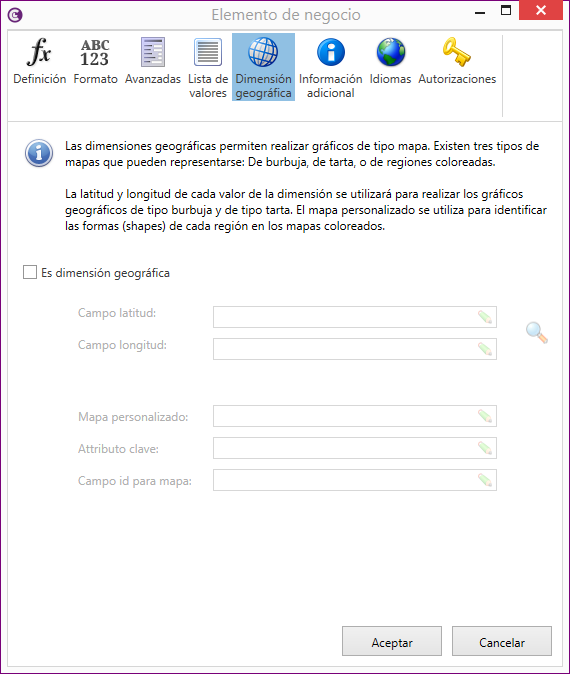 Elemento de negocio
fx
ABC
123
Definición
Formato
Avanzadas
Lista de
valores
Dimensión
geográfica
Información
adicional
Idiomas
Autorizaciones
Las dimensiones geográficas permiten realizar gráficos de tipo mapa. Existen tres tipos de
mapas que pueden representarse: De burbuja, de tarta, o de regiones coloreadas.
La latitud y longitud de cada valor de la dimensión se utilizará para realizar los gráficos
geográficos de tipo burbuja y de tipo tarta. El mapa personalizado se utiliza para identificar
las formas (shapes) de cada región en los mapas coloreados.
Es dimensión geográfica
Campo latitud:
Campo longitud:
Mapa personalizado:
Attributo clave:
Campo id para mapa:
Aceptar
Cancelar